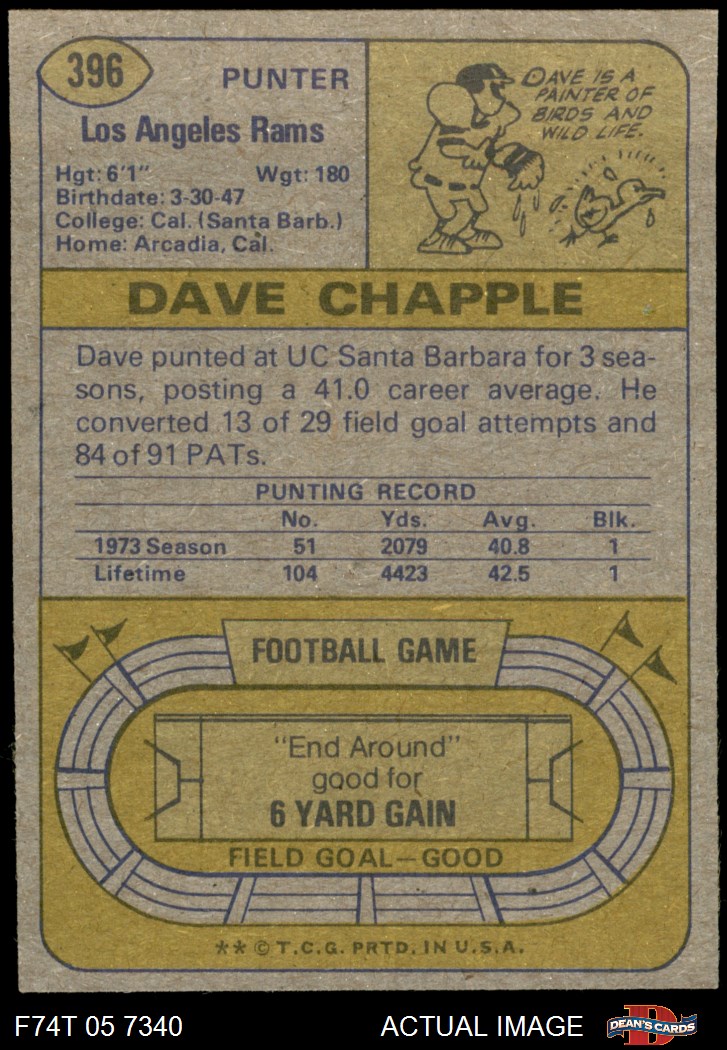 396
PUNTER
Los Angeles Rams
Hgt: 6'1" Wgt: 180
Birthdate: 3-30-47
College: Cal. (Santa Barb.)
Home: Arcadia, Cal.
DAVE IS A
PAINTER OF
BIRDS AND
WILD LIFE.
DAVE CHAPPLE
Dave punted at UC Santa Barbara for 3 sea-
sons, posting a 41.0 career average. He
converted 13 of 29 field goal attempts and
84 of 91 PATs.
PUNTING RECORD
No. Yds. Avg. Blk.
1973 Season 51 2079 40.8 1
Lifetime 104 4423 42.5 1
FOOTBALL GAME
"End Around"
good for
6 YARD GAIN
FIELD GOAL—GOOD
** © T.C.G. PRTD. IN U.S.A.
F74T 05 7340 ACTUAL IMAGE DEAN'S CARDS